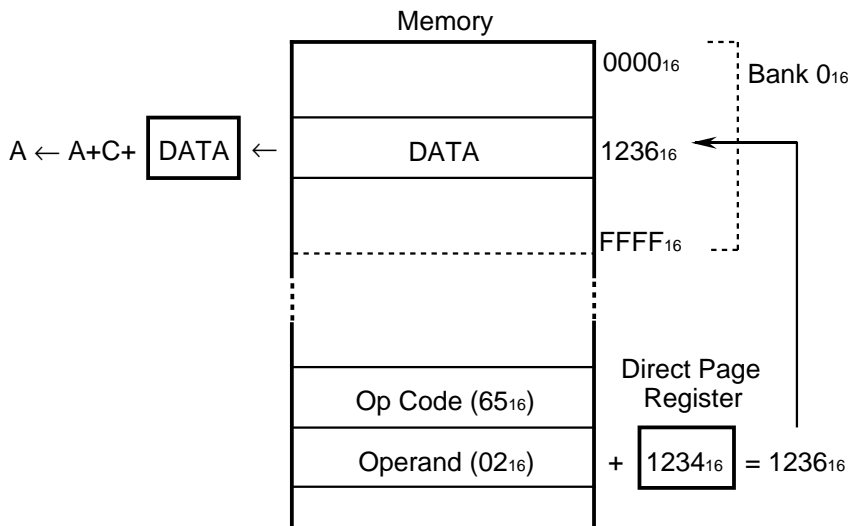 Memory
0000₁₆
Bank 0₁₆
A ← A+C+ DATA ← DATA 1236₁₆
FFFF₁₆
Direct Page
Register
Op Code (65₁₆)
Operand (02₁₆) + 1234₁₆ = 1236₁₆